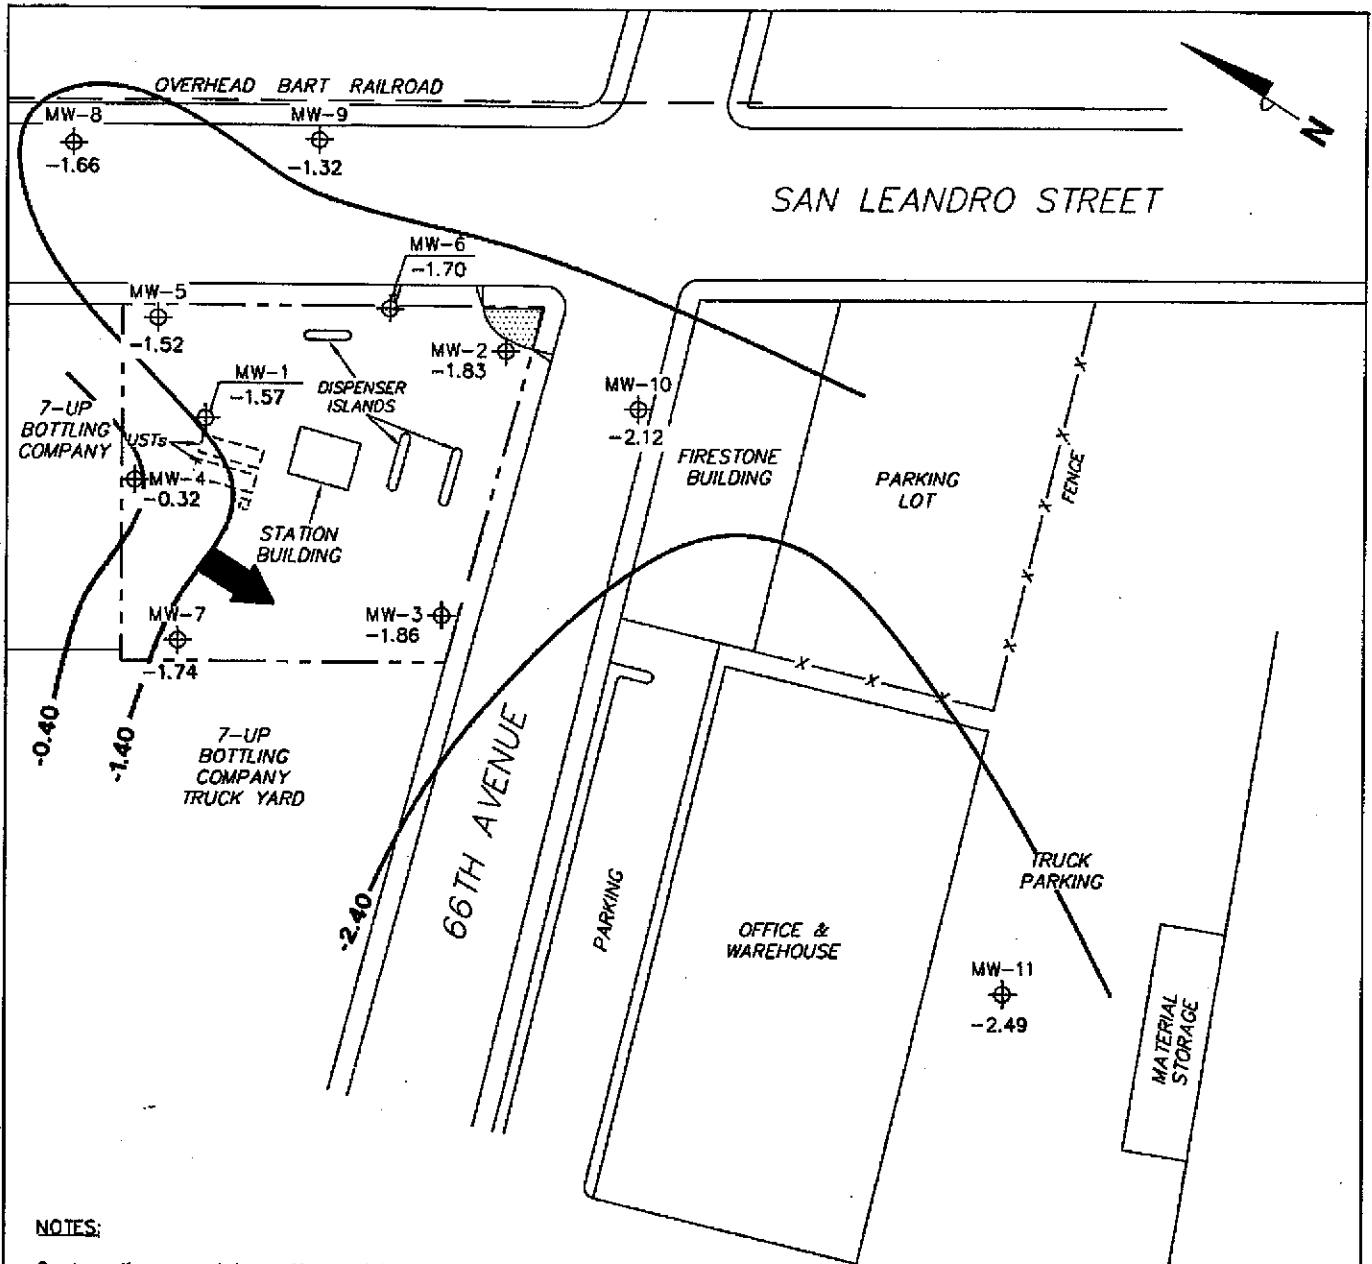 OVERHEAD BART RAILROAD
MW-8
-1.66
MW-9
-1.32
N
SAN LEANDRO STREET
MW-6
-1.70
MW-5
-1.52
MW-2
-1.83
MW-1
-1.57
DISPENSER
ISLANDS
MW-10
-2.12
7-UP
BOTTLING
COMPANY
USTs
MW-4
-0.32
STATION
BUILDING
FIRESTONE
BUILDING
PARKING
LOT
FENCE
X
X
X
X
X
X
X
X
MW-7
-1.74
MW-3
-1.86
-0.40
-1.40
7-UP
BOTTLING
COMPANY
TRUCK YARD
-2.40
66TH AVENUE
PARKING
OFFICE &
WAREHOUSE
TRUCK
PARKING
MW-11
-2.49
MATERIAL
STORAGE
NOTES: